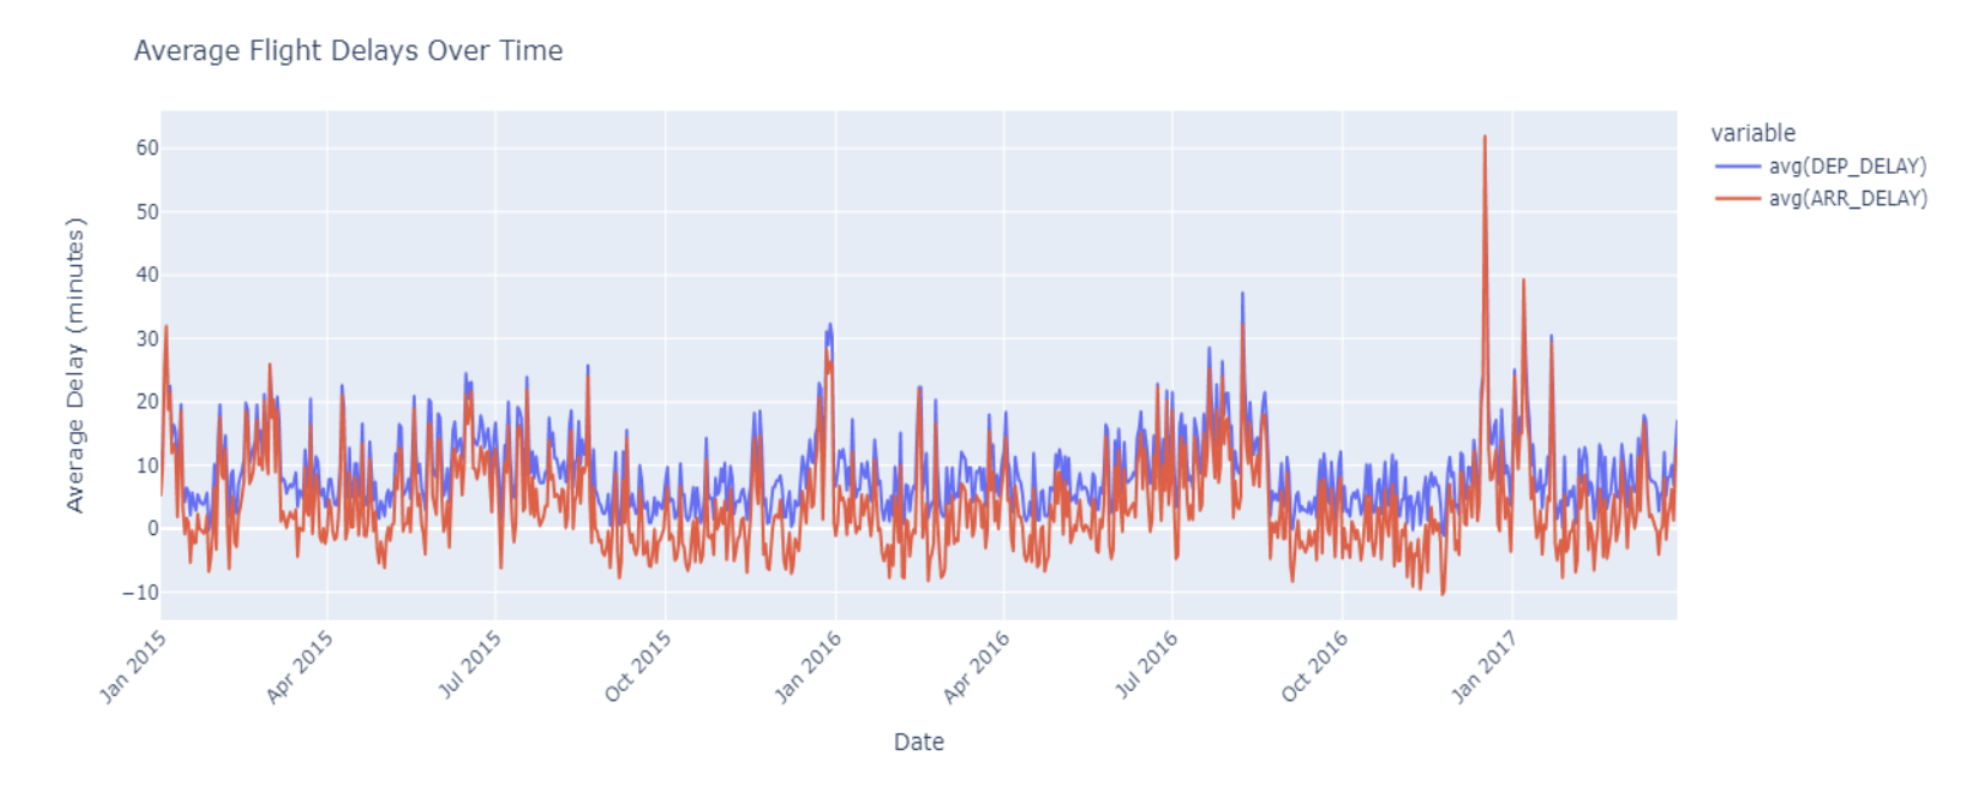 Average Flight Delays Over Time
variable
avg(DEP_DELAY)
avg(ARR_DELAY)
Average Delay (minutes)
60
50
40
30
20
10
0
−10
Jan 2015
Apr 2015
Jul 2015
Oct 2015
Jan 2016
Apr 2016
Jul 2016
Oct 2016
Jan 2017
Date